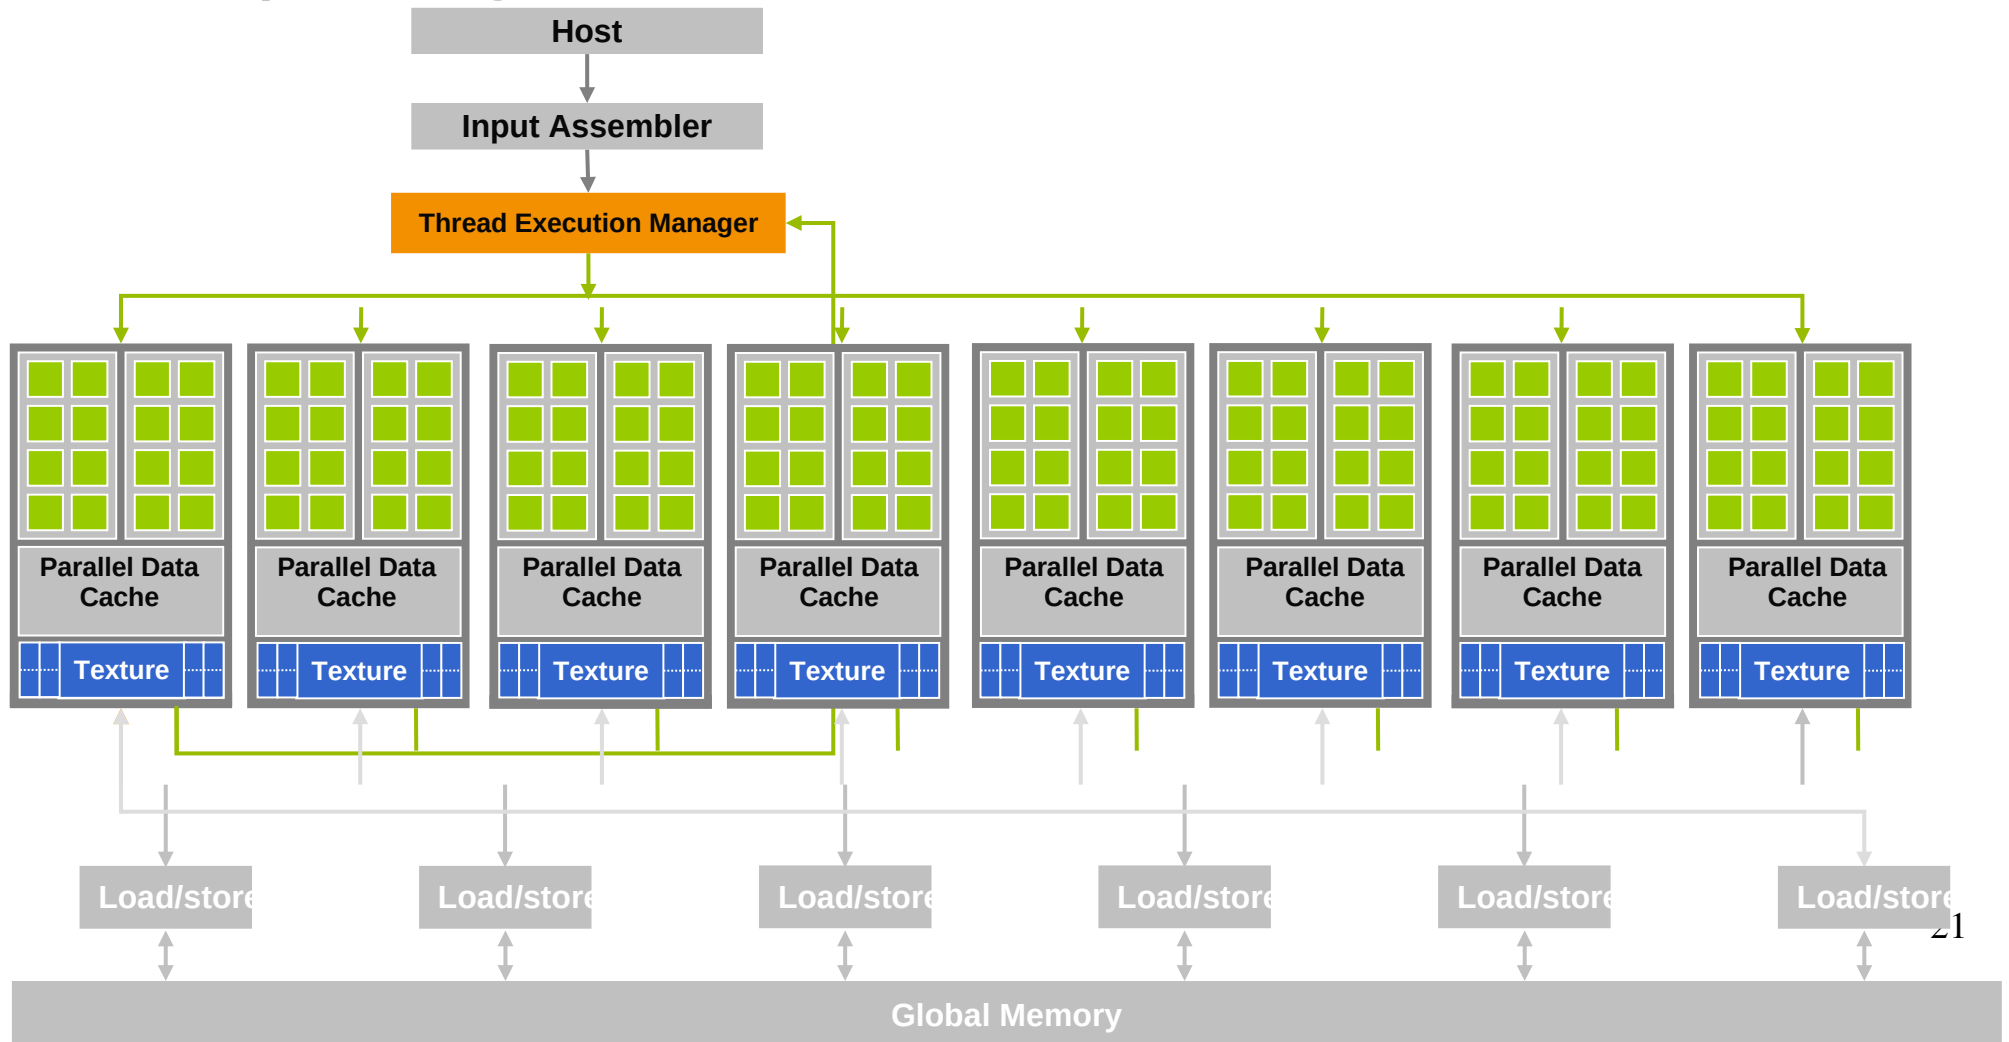 Host
Input Assembler
Thread Execution Manager
Parallel Data
Cache
Parallel Data
Cache
Parallel Data
Cache
Parallel Data
Cache
Parallel Data
Cache
Parallel Data
Cache
Parallel Data
Cache
Parallel Data
Cache
Texture
Texture
Texture
Texture
Texture
Texture
Texture
Texture
Load/store
Load/store
Load/store
Load/store
Load/store
Load/store
21
Global Memory